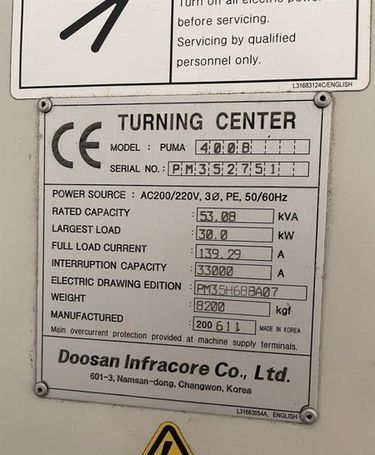 Turn off all electric power
before servicing.
Servicing by qualified
personnel only.
L31683124C/ENGLISH
CE TURNING CENTER
MODEL : PUMA 400B
SERIAL NO. : PM352751
POWER SOURCE : AC200/220V, 3Ø, PE, 50/60Hz
RATED CAPACITY : 53.08 kVA
LARGEST LOAD : 30.0 kW
FULL LOAD CURRENT : 139.29 A
INTERRUPTION CAPACITY : 33000 A
ELECTRIC DRAWING EDITION : PM35H68BA07
WEIGHT : 8200 kgf
MANUFACTURED : 200611 MADE IN KOREA
Main overcurrent protection provided at machine supply terminals.
Doosan Infracore Co., Ltd.
601-3, Namsan-dong, Changwon, Korea
L31683054A, ENGLISH